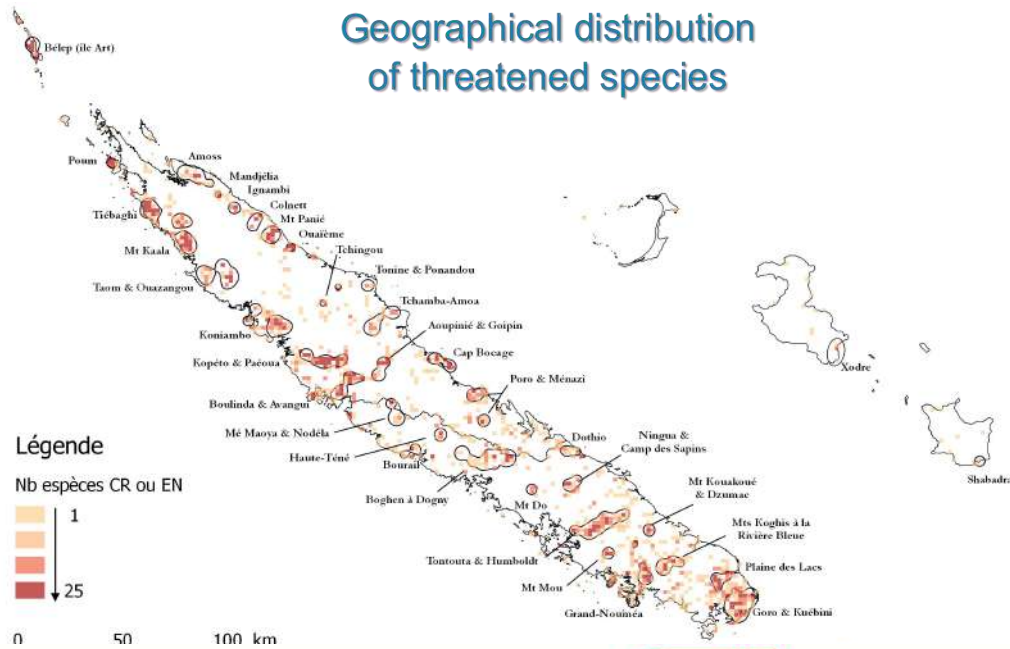 Geographical distribution
of threatened species
Bélep (île Art)
Poum
Amoss
Mandjélia
Ignambi
Colnett
Mt Panié
Ouaïème
Tchingou
Tiébaghi
Mt Kaala
Taom & Ouazangou
Tonine & Ponandou
Tchamba-Amoa
Aoupinié & Goipin
Koniambo
Cap Bocage
Kopéto & Paéoua
Poro & Ménazi
Xodre
Boulinda & Avangui
Mé Maoya & Nodéla
Dothio
Ningua &
Camp des Sapins
Haute-Téné
Bourail
Shabadra
Boghen à Dogny
Mt Kouakoué
& Dzumac
Mt Do
Mts Koghis à la
Rivière Bleue
Tontouta & Humboldt
Plaine des Lacs
Mt Mou
Grand-Nouméa
Goro & Kuébini
Légende
Nb espèces CR ou EN
1
25
0 50 100 km